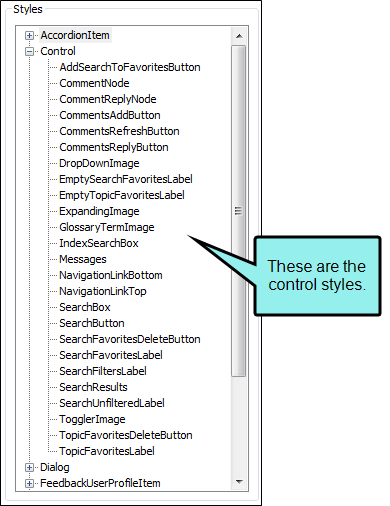 Styles
AccordionItem
Control
AddSearchToFavoritesButton
CommentNode
CommentReplyNode
CommentsAddButton
CommentsRefreshButton
CommentsReplyButton
DropDownImage
EmptySearchFavoritesLabel
EmptyTopicFavoritesLabel
ExpandingImage
GlossaryTermImage
IndexSearchBox
Messages
NavigationLinkBottom
NavigationLinkTop
SearchBox
SearchButton
SearchFavoritesDeleteButton
SearchFavoritesLabel
SearchFiltersLabel
SearchResults
SearchUnfilteredLabel
TogglerImage
TopicFavoritesDeleteButton
TopicFavoritesLabel
Dialog
FeedbackUserProfileItem
These are the
control styles.